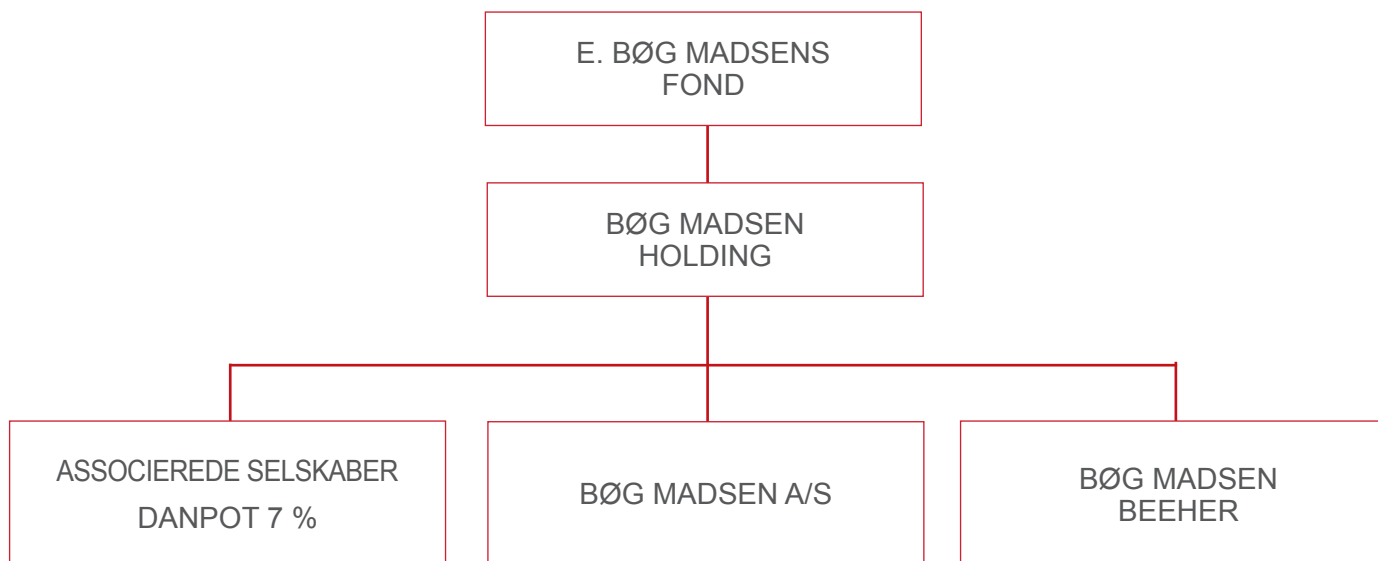 E. BØG MADSENS
FOND
BØG MADSEN
HOLDING
ASSOCIEREDE SELSKABER
DANPOT 7 %
BØG MADSEN A/S
BØG MADSEN
BEEHER